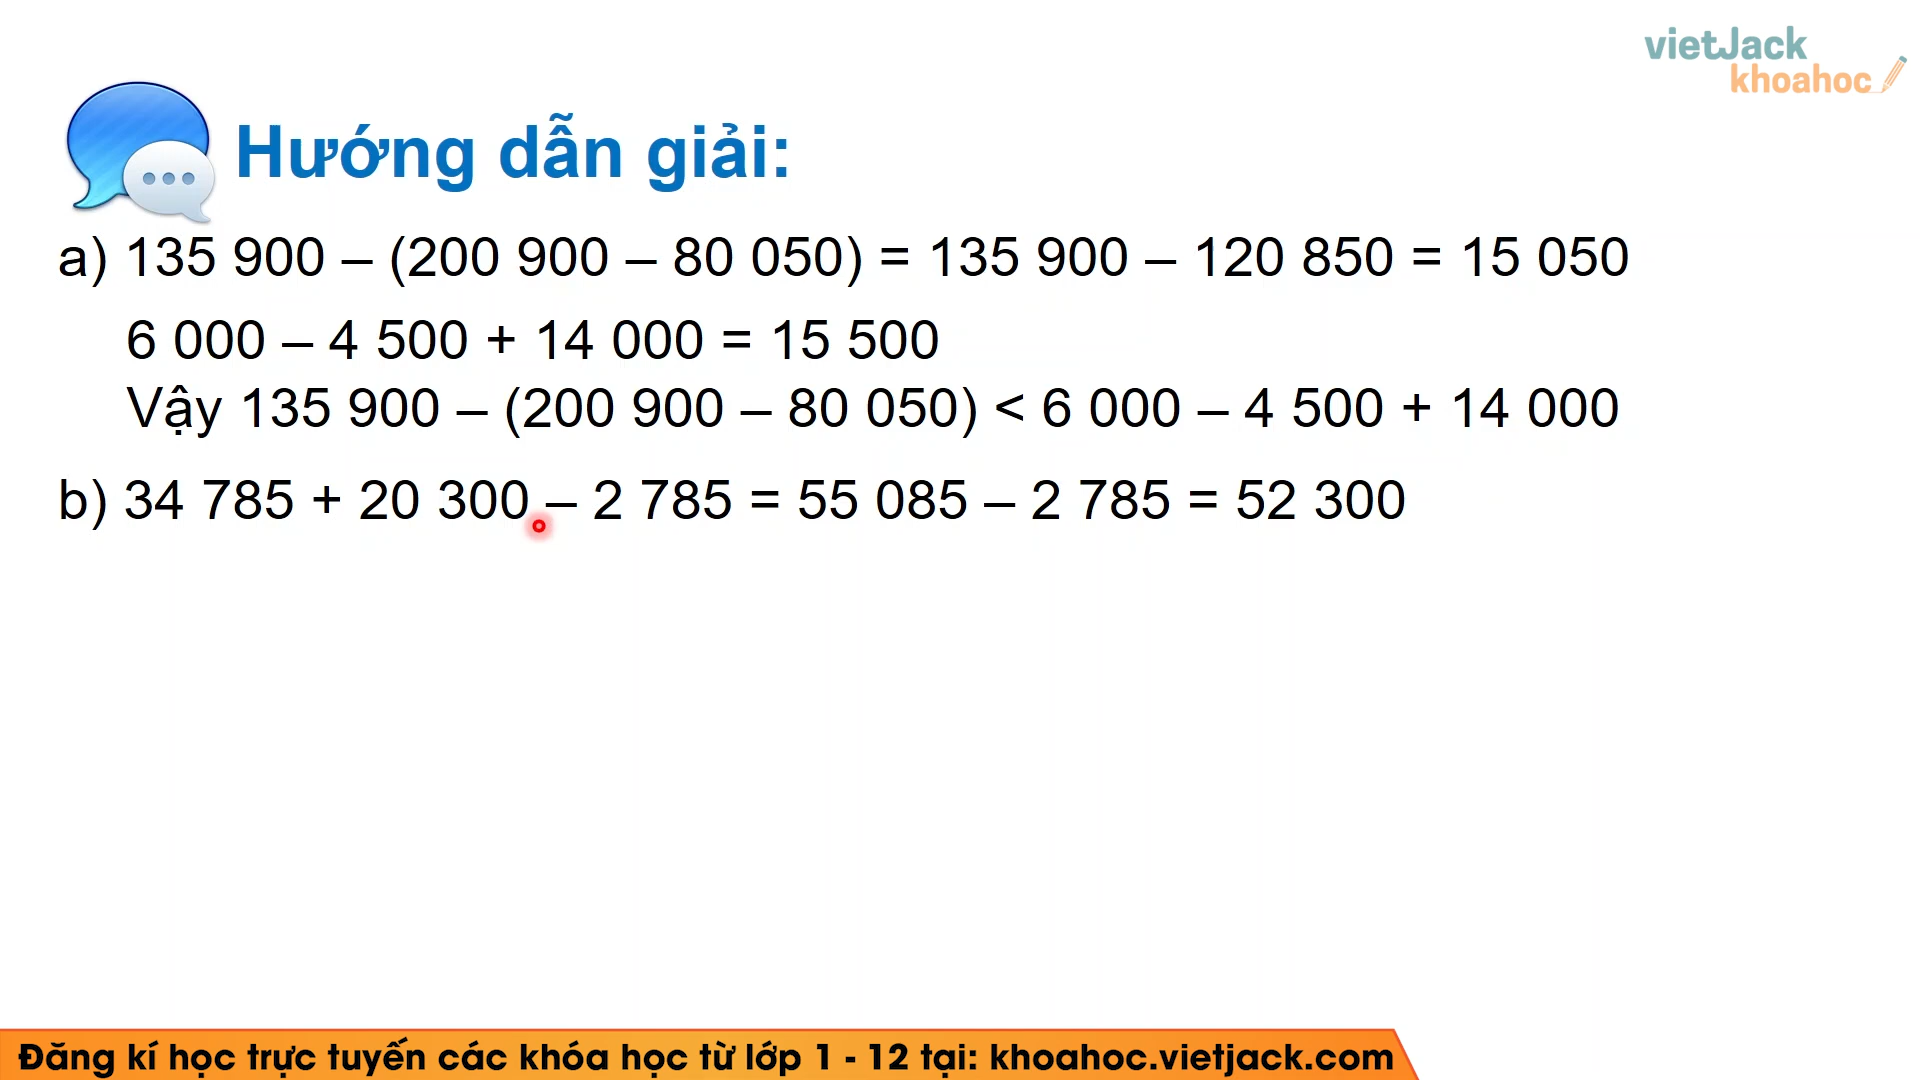 vietJack
khoahoc
Hướng dẫn giải:
a) 135 900 – (200 900 – 80 050) = 135 900 – 120 850 = 15 050
6 000 – 4 500 + 14 000 = 15 500
Vậy 135 900 – (200 900 – 80 050) < 6 000 – 4 500 + 14 000
b) 34 785 + 20 300 – 2 785 = 55 085 – 2 785 = 52 300
Đăng kí học trực tuyến các khóa học từ lớp 1 - 12 tại: khoahoc.vietjack.com